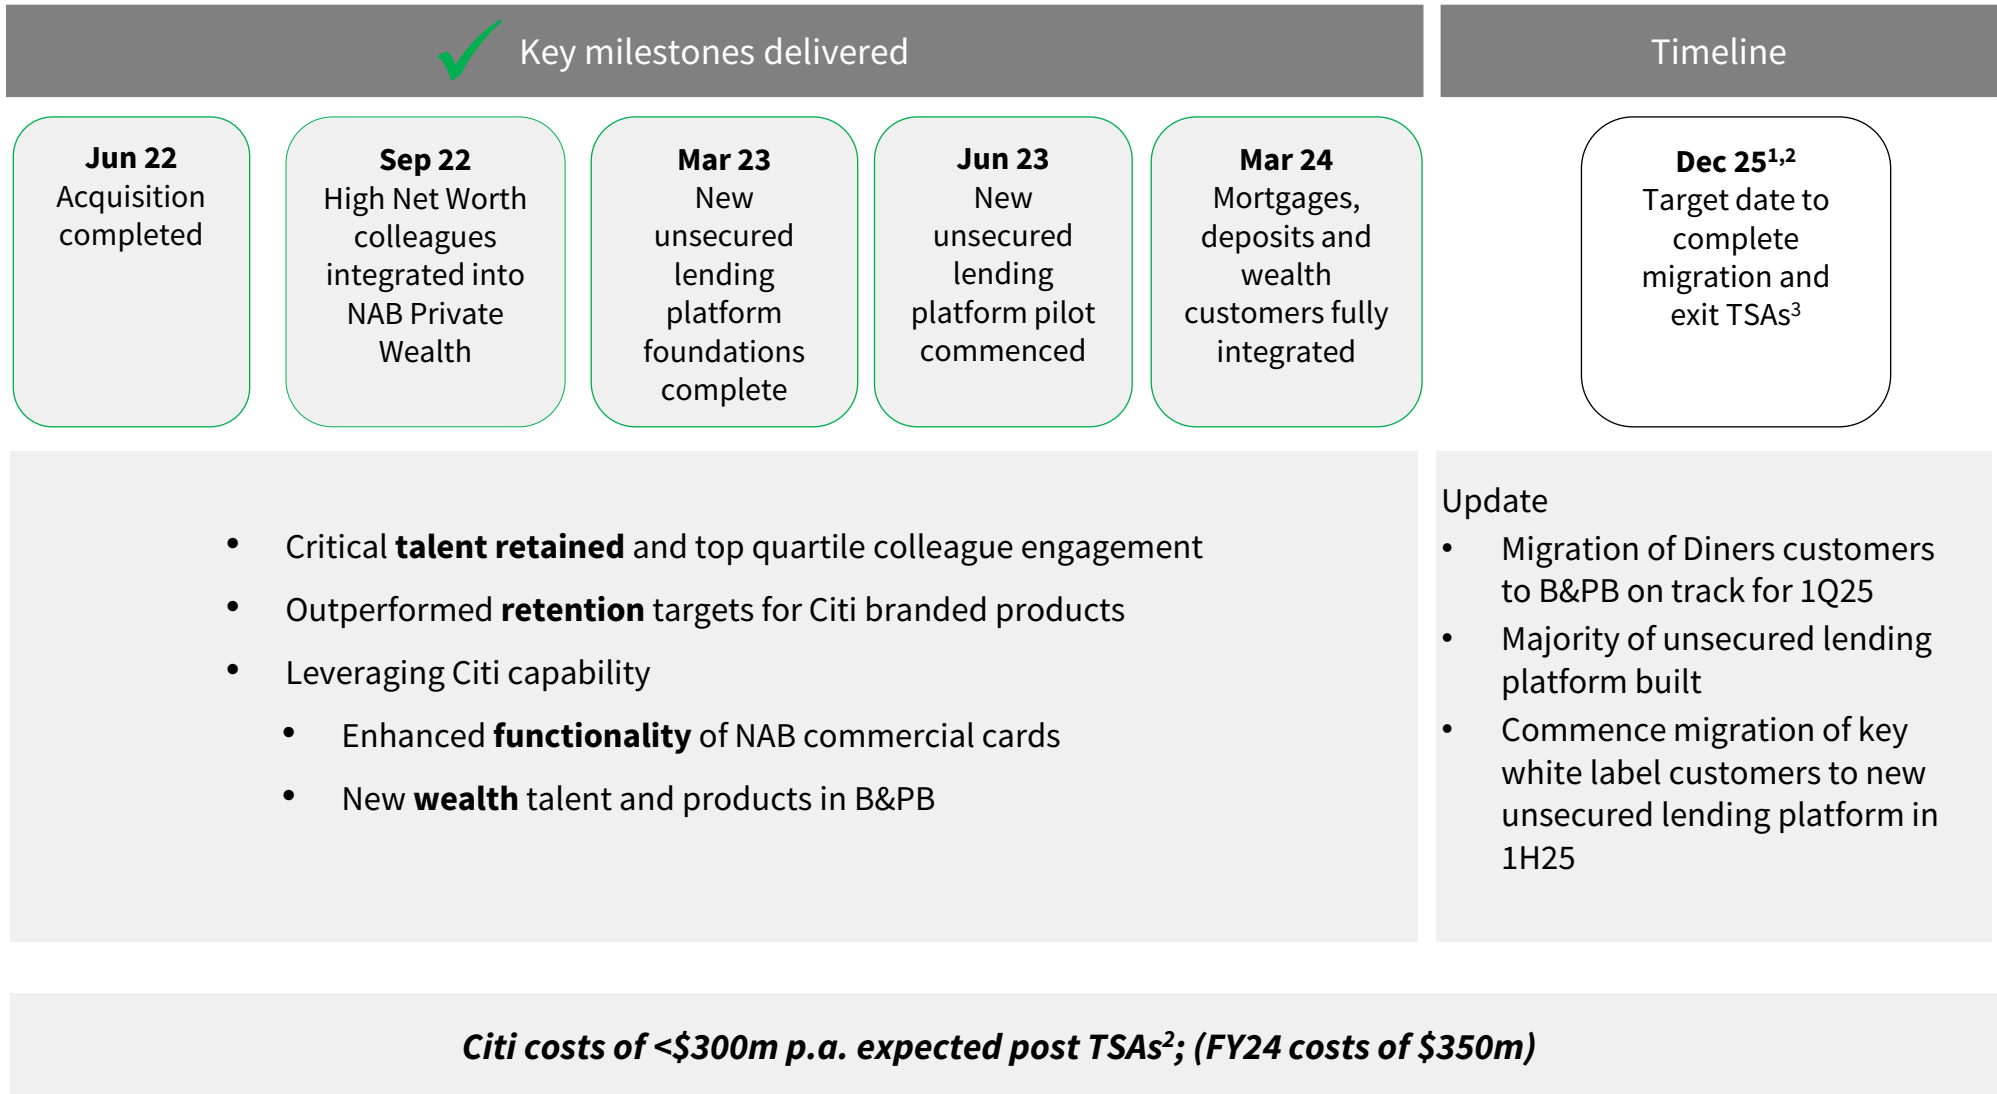 Key milestones delivered
Timeline
Jun 22
Acquisition
completed
Sep 22
High Net Worth
colleagues
integrated into
NAB Private
Wealth
Mar 23
New
unsecured
lending
platform
foundations
complete
Jun 23
New
unsecured
lending
platform pilot
commenced
Mar 24
Mortgages,
deposits and
wealth
customers fully
integrated
Dec 25¹,²
Target date to
complete
migration and
exit TSAs³
• Critical talent retained and top quartile colleague engagement
• Outperformed retention targets for Citi branded products
• Leveraging Citi capability
• Enhanced functionality of NAB commercial cards
• New wealth talent and products in B&PB
Update
• Migration of Diners customers
to B&PB on track for 1Q25
• Majority of unsecured lending
platform built
• Commence migration of key
white label customers to new
unsecured lending platform in
1H25
Citi costs of <$300m p.a. expected post TSAs²; (FY24 costs of $350m)